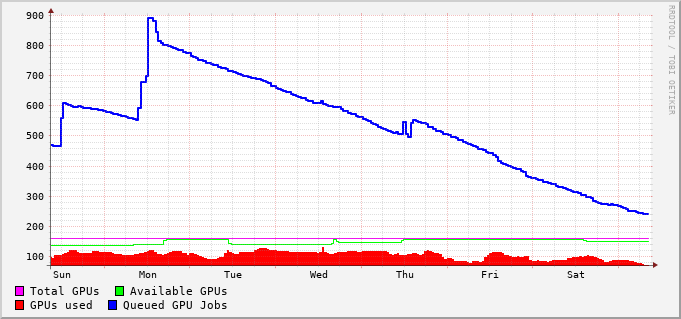 900
800
700
600
500
400
300
200
100
Sun Mon Tue Wed Thu Fri Sat
RRDTOOL / TOBI OETIKER
Total GPUs Available GPUs
GPUs used Queued GPU Jobs